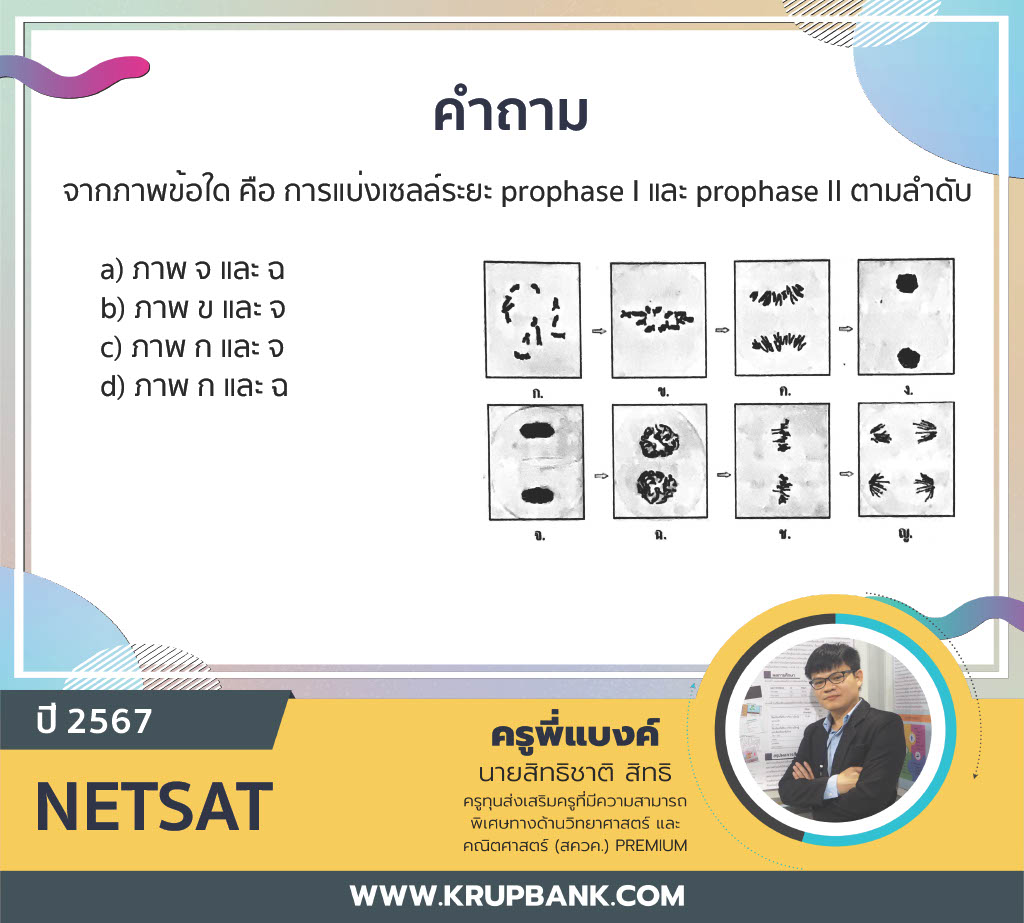 คำถาม
จากภาพข้อใด คือ การแบ่งเซลล์ระยะ prophase I และ prophase II ตามลำดับ
a) ภาพ จ และ ฉ
b) ภาพ ข และ จ
c) ภาพ ก และ จ
d) ภาพ ก และ ฉ
ก. ข. ค. ง.
จ. ฉ. ช. ญ.
ปี 2567
NETSAT
ครูพี่แบงค์
นายสิทธิชาติ สิทธิ
ครูทุนส่งเสริมครูที่มีความสามารถ
พิเศษทางด้านวิทยาศาสตร์ และ
คณิตศาสตร์ (สควค.) PREMIUM
WWW.KRUPBANK.COM